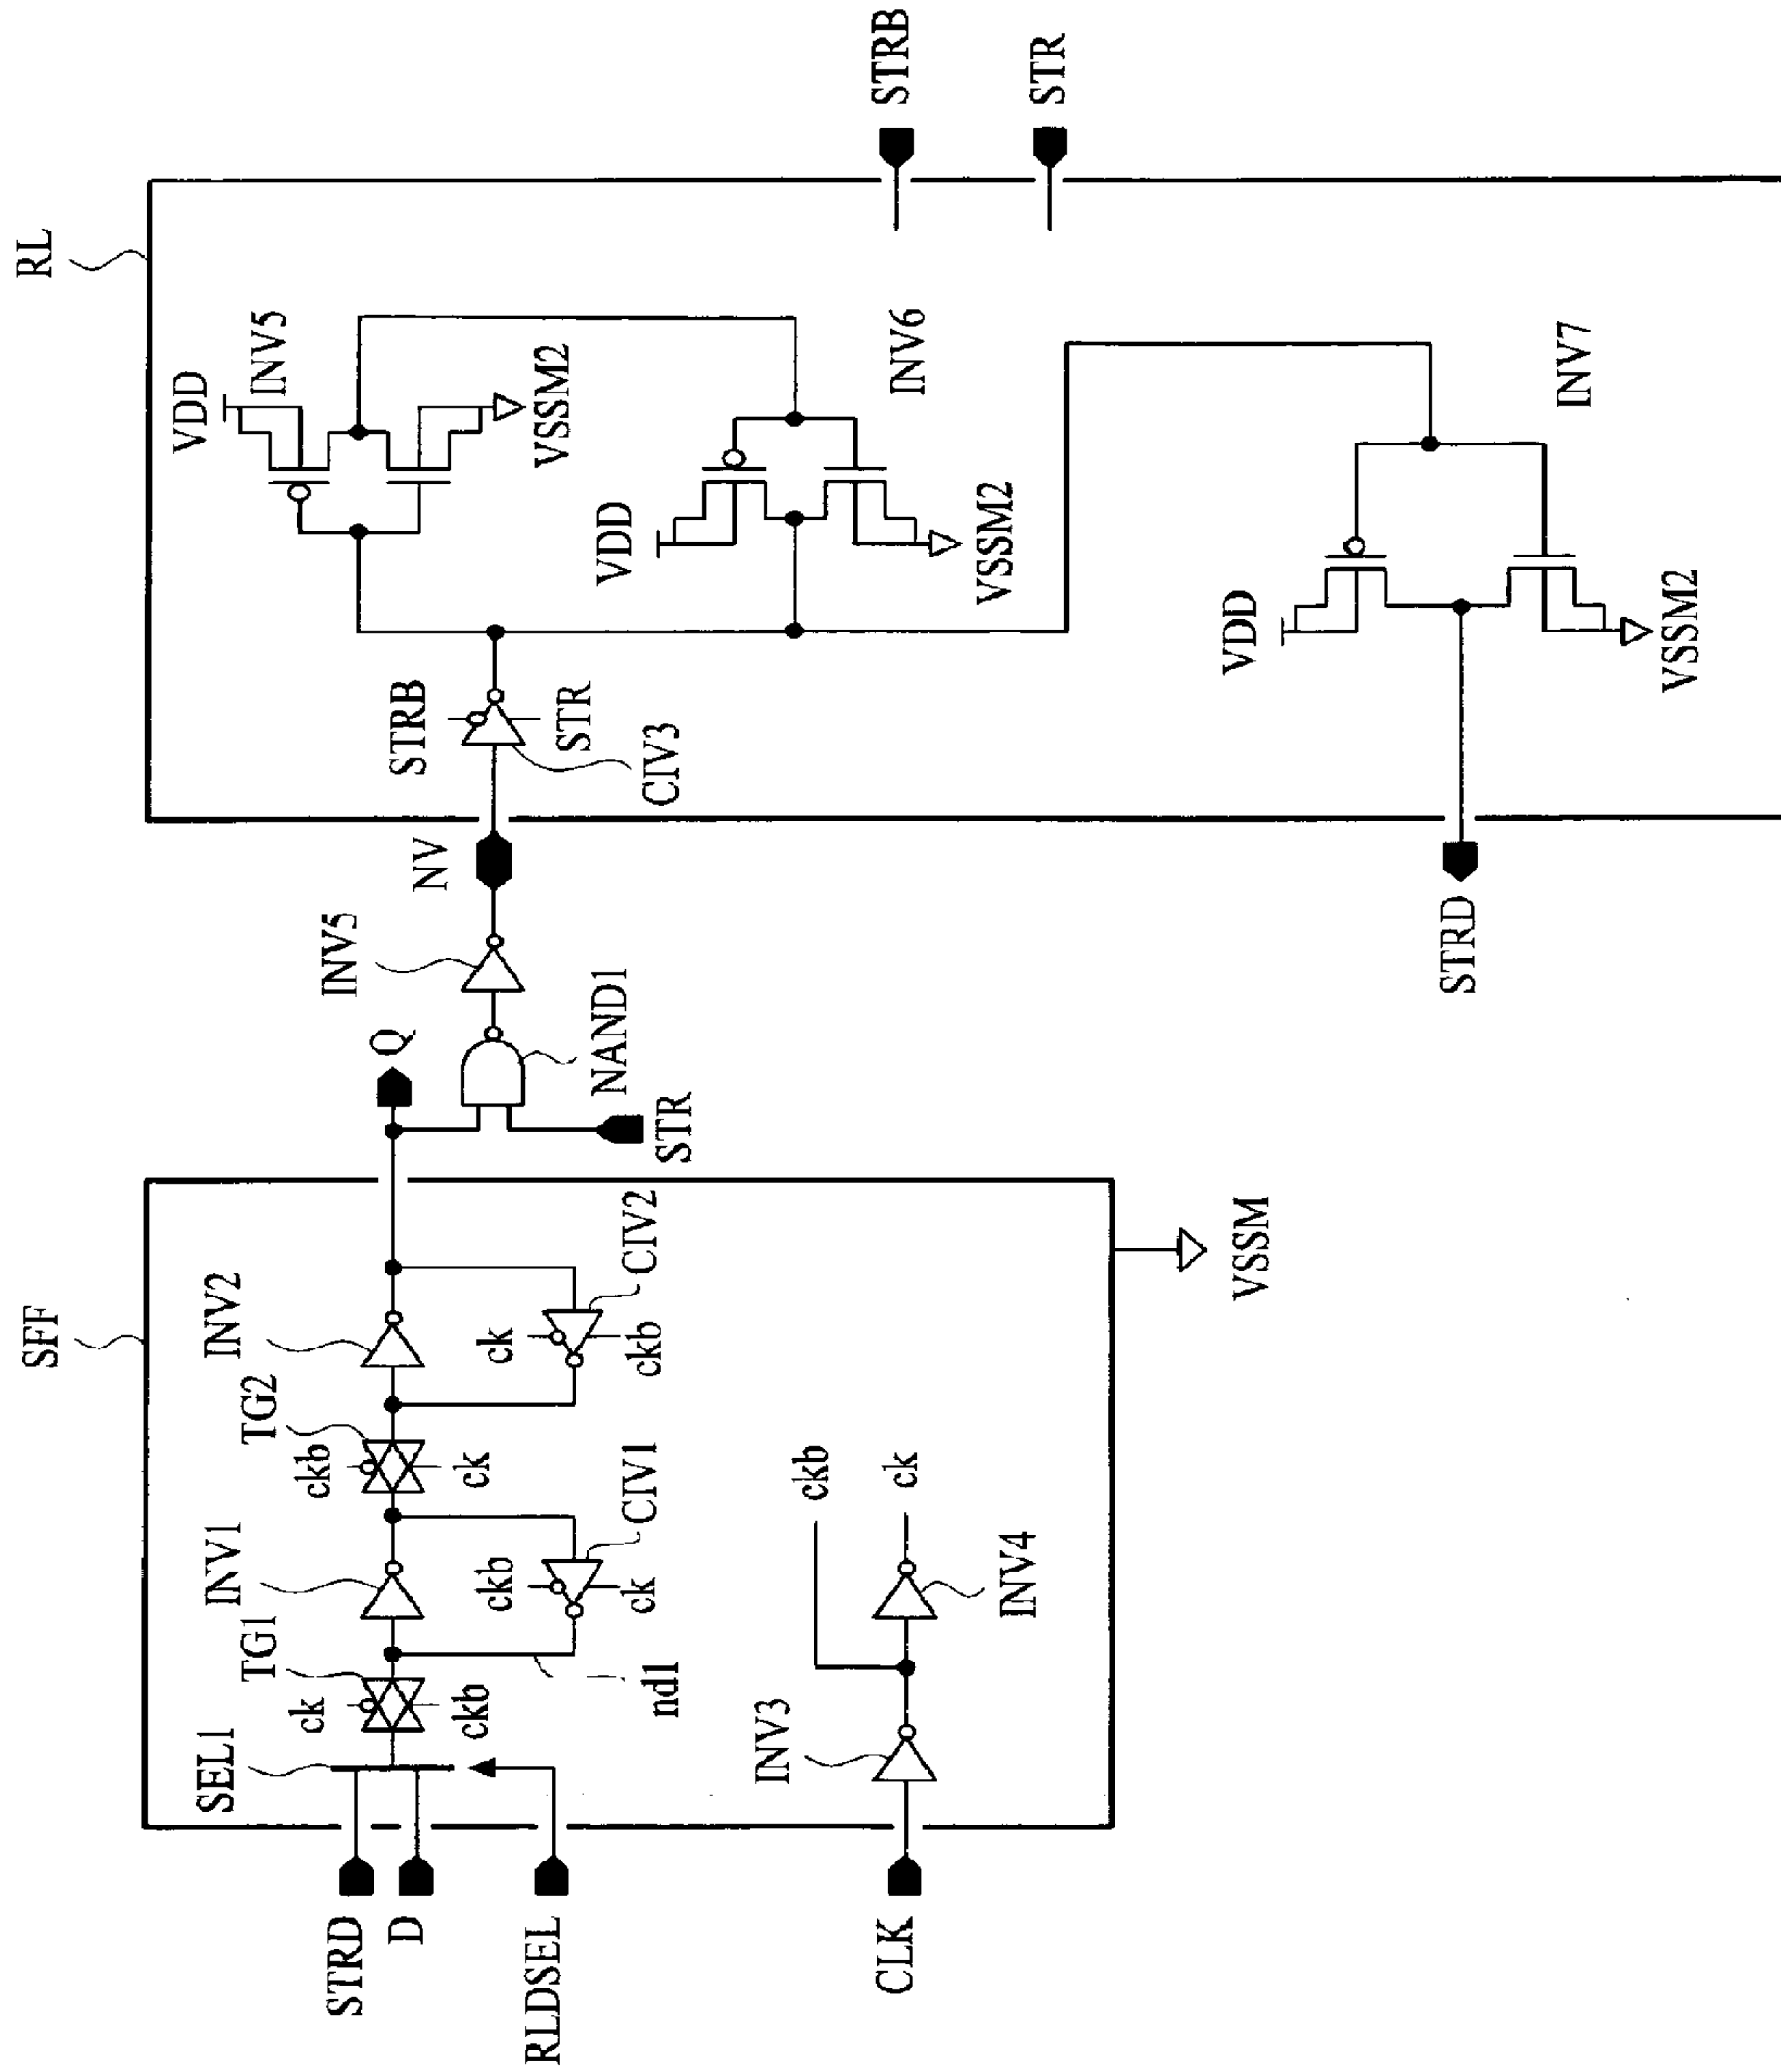 RL
STRB
STR
VDD
INV5
VSSM2
VDD
INV6
VSSM2
VDD
INV7
VSSM2
STRB
STR
CIV3
NV
INV5
NAND1
STRD
Q
STR
SFF
INV2
TG2
ckb
ck
ck
ckb
CIV2
INV1
TG1
ckb
ck
CIV1
ck
ckb
SEL1
nd1
ckb
ck
INV4
INV3
VSSM
STRD
D
RLDSEL
CLK